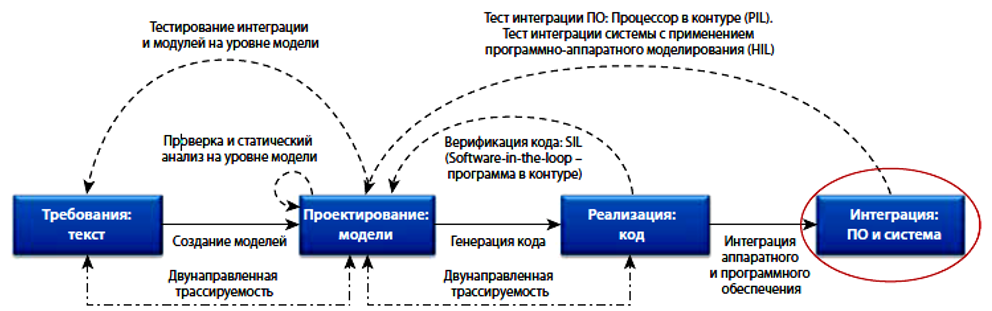 Тестирование интеграции
и модулей на уровне модели
Тест интеграции ПО: Процессор в контуре (PIL).
Тест интеграции системы с применением
программно-аппаратного моделирования (HIL)
Прверка и статический
анализ на уровне модели
Верификация кода: SIL
(Software-in-the-loop –
программа в контуре)
Требования:
текст
Создание моделей
Проектирование:
модели
Генерация кода
Реализация:
код
Интеграция
аппаратного
и программного
обеспечения
Интеграция:
ПО и система
Двунаправленная
трассируемость
Двунаправленная
трассируемость